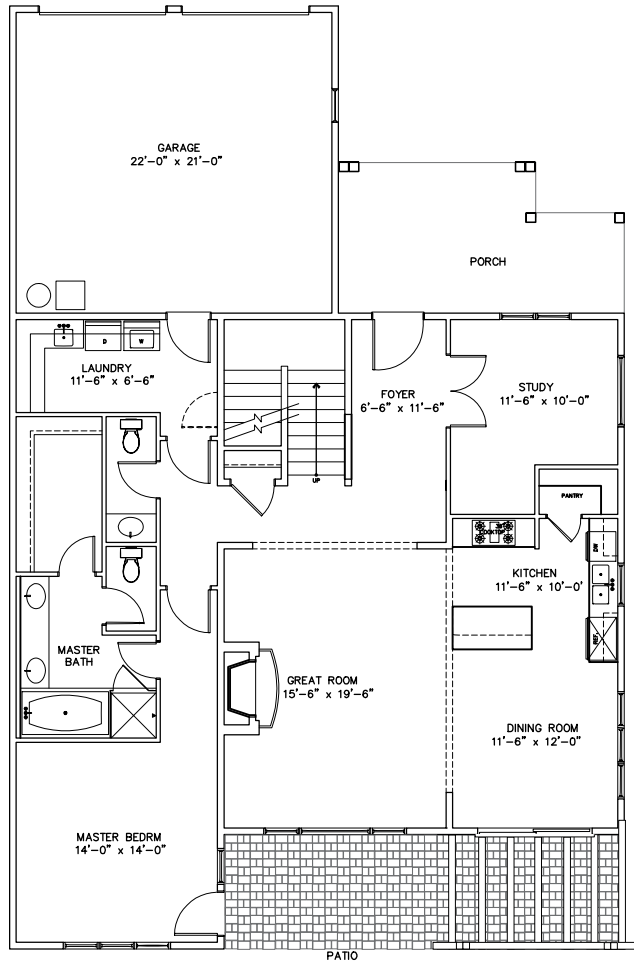 GARAGE
22'-0" x 21'-0"
PORCH
D
W
LAUNDRY
11'-6" x 6'-6"
FOYER
6'-6" x 11'-6"
STUDY
11'-6" x 10'-0"
UP
PANTRY
COOKTOP
DW
KITCHEN
11'-6" x 10'-0'
REF.
MASTER
BATH
GREAT ROOM
15'-6" x 19'-6"
DINING ROOM
11'-6" x 12'-0"
MASTER BEDRM
14'-0" x 14'-0"
PATIO